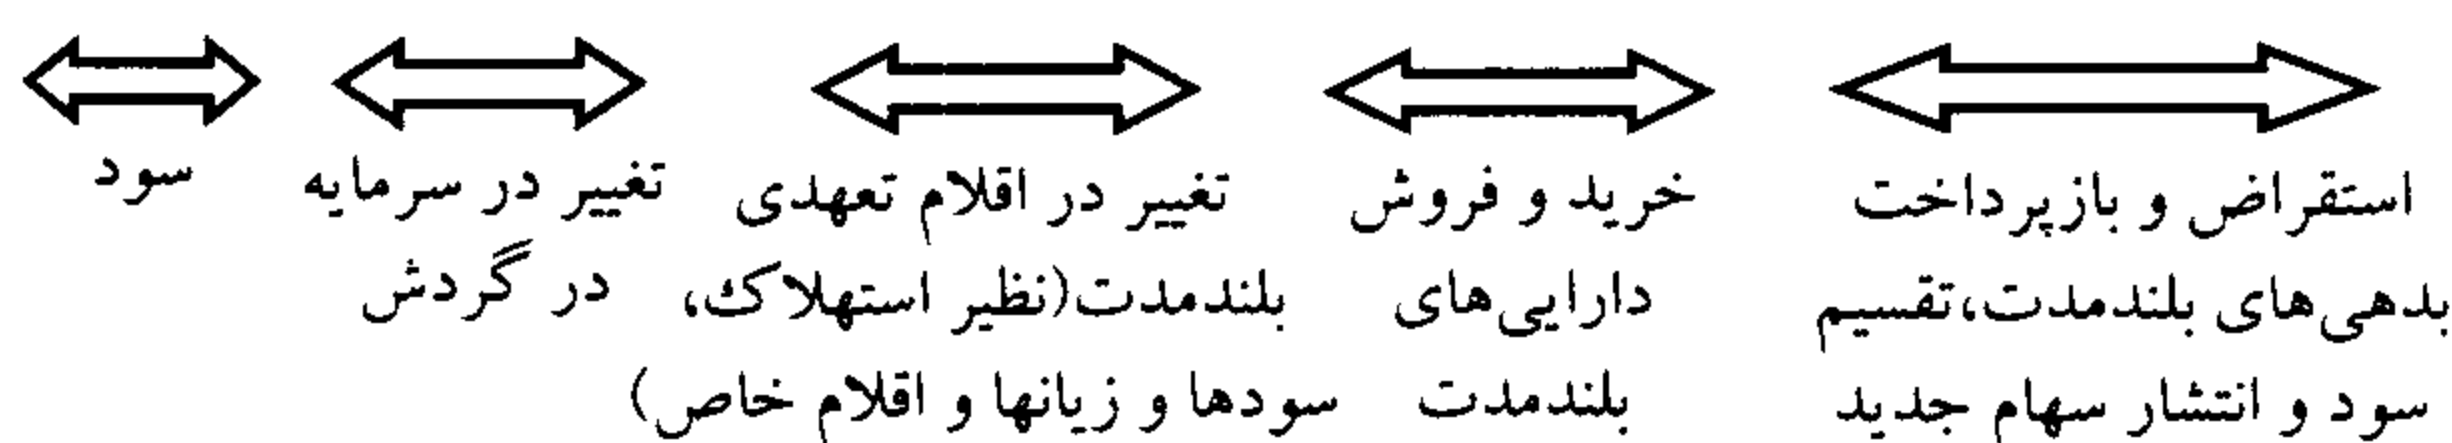 استقراض و بازپرداخت
بدهی‌های بلندمدت،تقسیم
سود و انتشار سهام جدید
خرید و فروش
دارایی‌های
بلندمدت
تغییر در اقلام تعهدی
بلندمدت(نظیر استهلاک،
سودها و زیانها و اقلام خاص)
تغییر در سرمایه
در گردش
سود